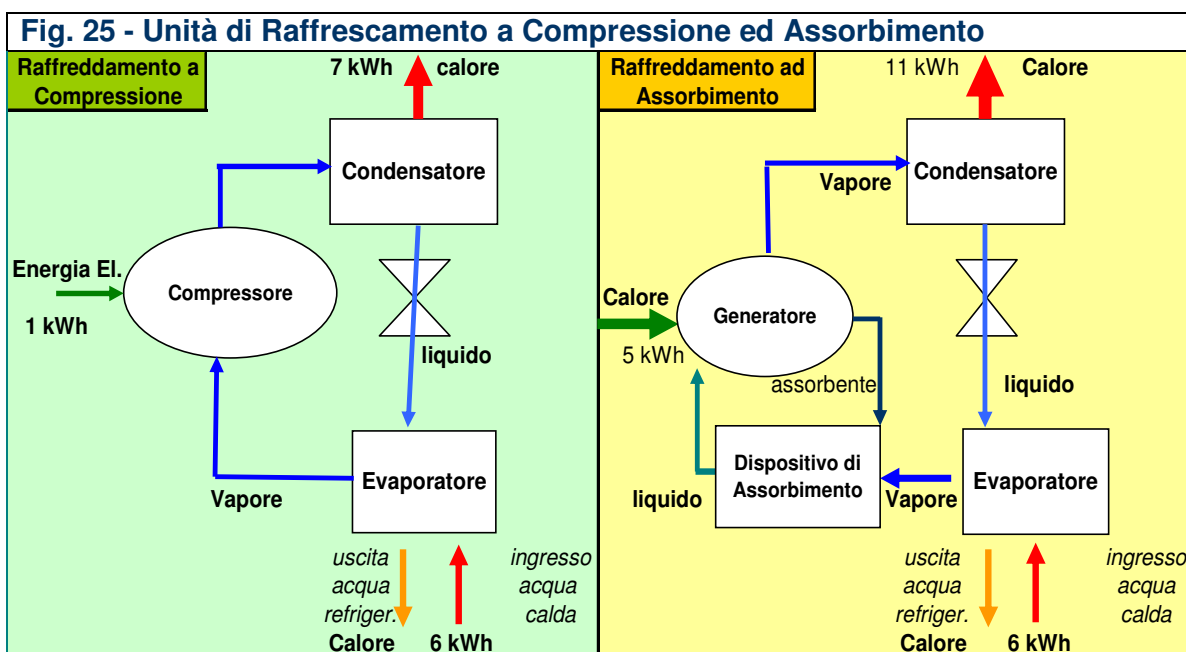 Fig. 25 - Unità di Raffrescamento a Compressione ed Assorbimento
Raffreddamento a
Compressione
7 kWh
calore
Condensatore
Energia El.
1 kWh
Compressore
liquido
Evaporatore
Vapore
uscita
acqua
refriger.
Calore
6 kWh
ingresso
acqua
calda
Raffreddamento ad
Assorbimento
11 kWh
Calore
Vapore
Condensatore
Calore
5 kWh
Generatore
assorbente
liquido
Dispositivo di
Assorbimento
liquido
Vapore
Evaporatore
uscita
acqua
refriger.
Calore
6 kWh
ingresso
acqua
calda